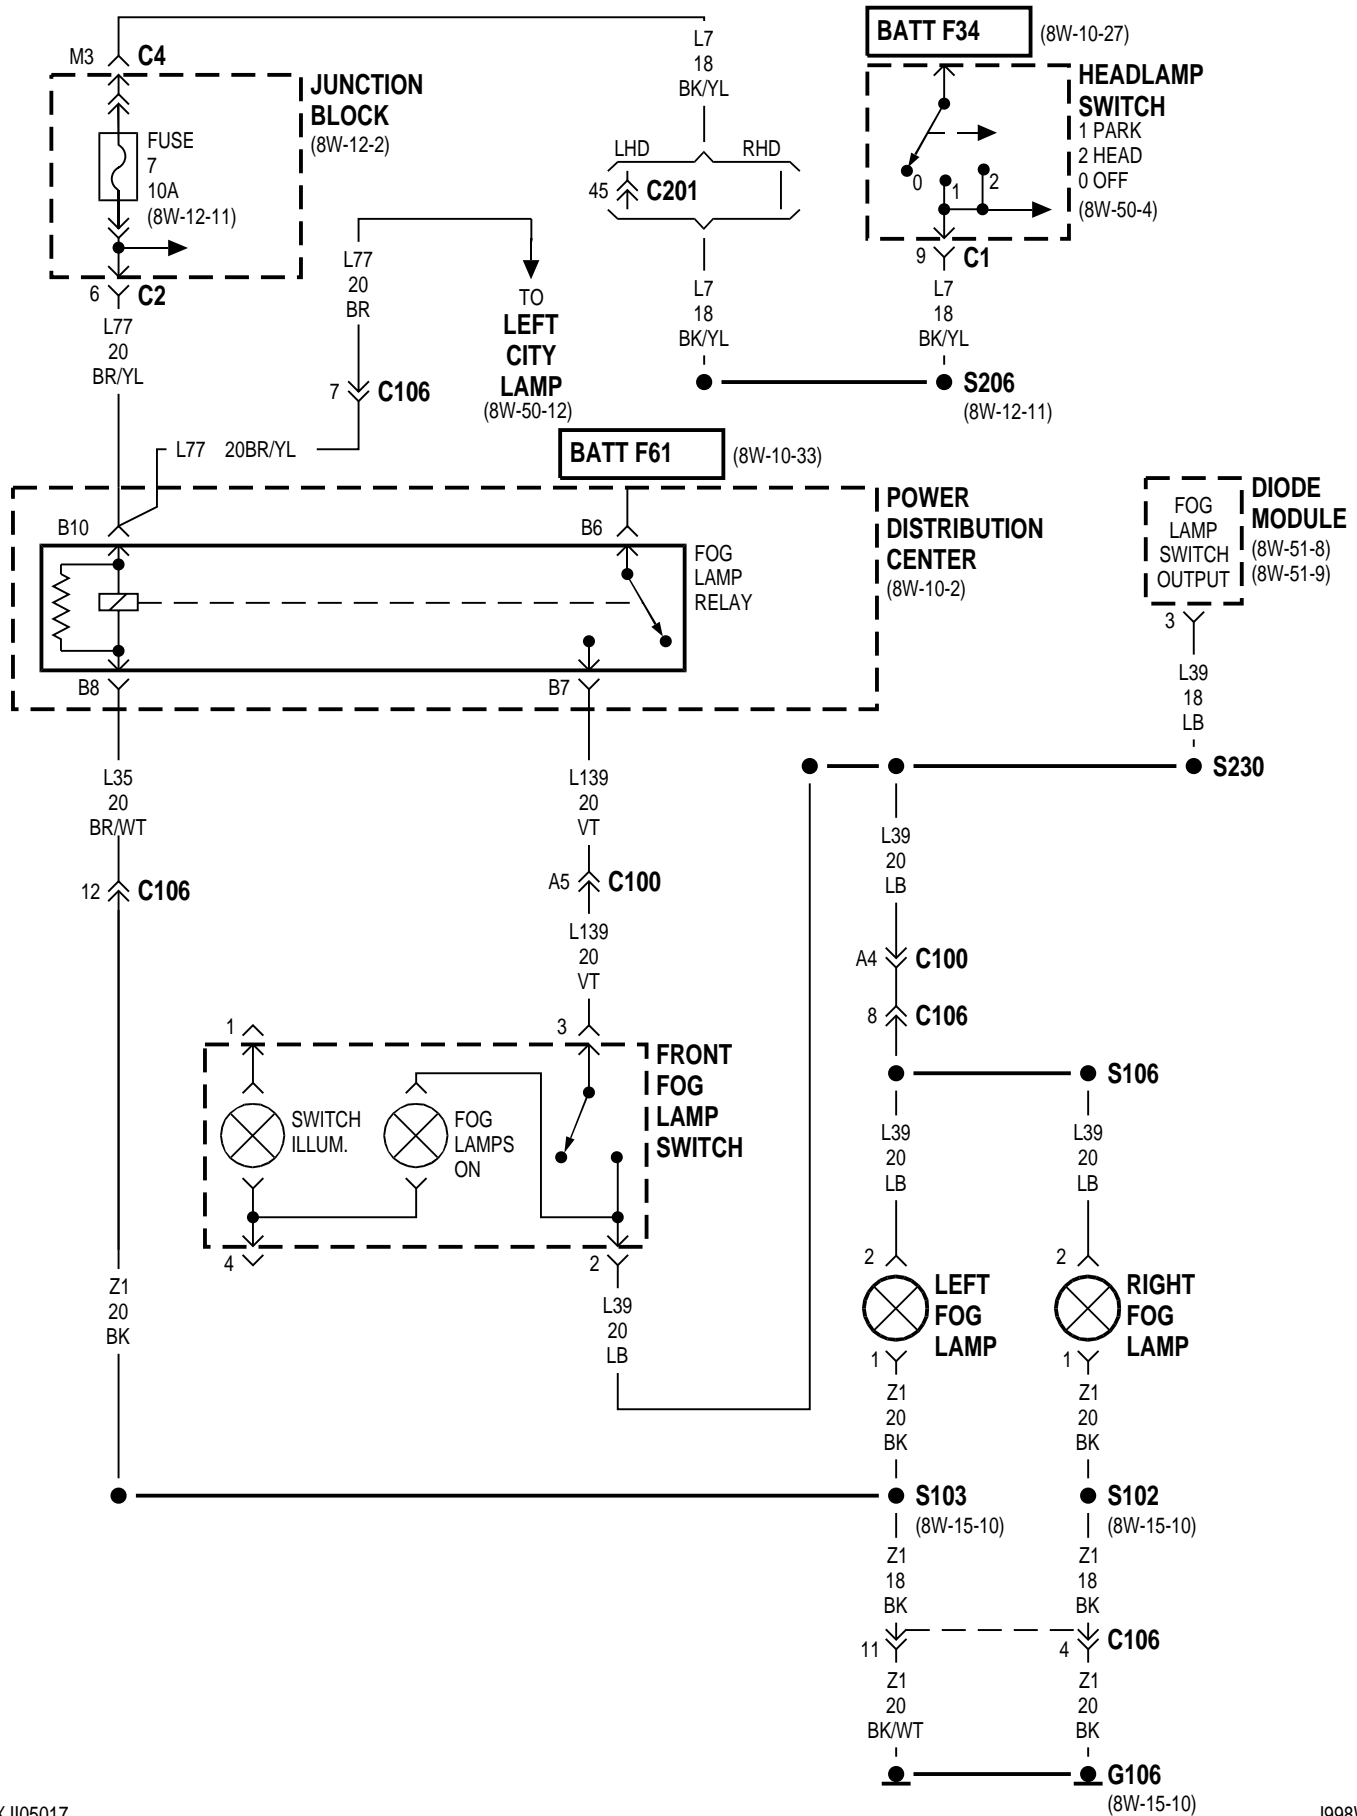 M3
C4
JUNCTION
BLOCK
(8W-12-2)
FUSE
7
10A
(8W-12-11)
6
C2
L77
20
BR/YL
L77
20
BR
7
C106
L77 20BR/YL
TO
LEFT
CITY
LAMP
(8W-50-12)
L7
18
BK/YL
LHD
RHD
45
C201
L7
18
BK/YL
BATT F34
(8W-10-27)
HEADLAMP
SWITCH
1 PARK
2 HEAD
0 OFF
(8W-50-4)
0
1
2
9
C1
L7
18
BK/YL
S206
(8W-12-11)
BATT F61
(8W-10-33)
POWER
DISTRIBUTION
CENTER
(8W-10-2)
B10
B6
FOG
LAMP
RELAY
B8
B7
FOG
LAMP
SWITCH
OUTPUT
DIODE
MODULE
(8W-51-8)
(8W-51-9)
3
L39
18
LB
S230
L35
20
BR/WT
12
C106
L139
20
VT
A5
C100
L139
20
VT
L39
20
LB
A4
C100
8
C106
S106
1
3
FRONT
FOG
LAMP
SWITCH
SWITCH
ILLUM.
FOG
LAMPS
ON
4
2
L39
20
LB
L39
20
LB
L39
20
LB
2
LEFT
FOG
LAMP
1
2
RIGHT
FOG
LAMP
1
Z1
20
BK
Z1
20
BK
Z1
20
BK
S103
(8W-15-10)
S102
(8W-15-10)
Z1
18
BK
Z1
18
BK
11
4
C106
Z1
20
BK/WT
Z1
20
BK
G106
(8W-15-10)